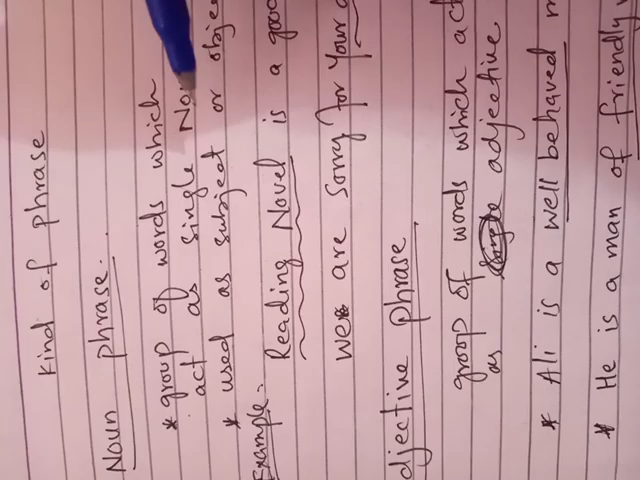 Kind of phrase
Noun phrase.
* group of words which
act as single
* used as subject or object
Example:
Reading Novel is a good
we are Sorry for Your
djective phrase
group of words which act
as adjective
* Ali is a well behaved
* He is a man of friendly